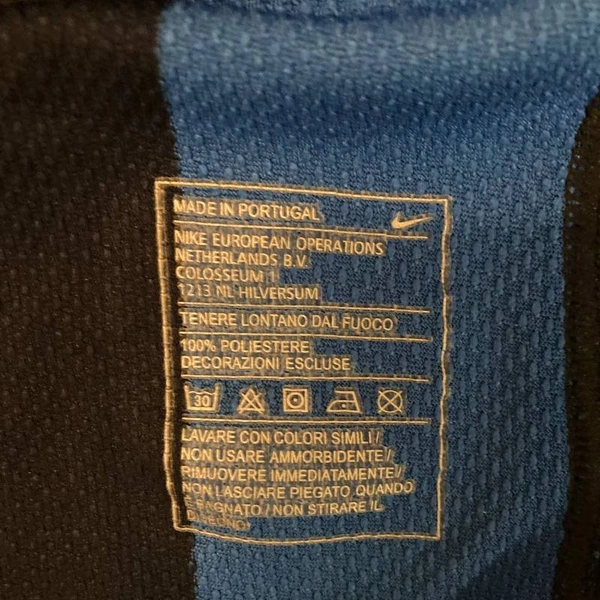 MADE IN PORTUGAL
NIKE EUROPEAN OPERATIONS
NETHERLANDS B.V.
COLOSSEUM 1
1213 NL HILVERSUM
TENERE LONTANO DAL FUOCO
100% POLIESTERE
DECORAZIONI ESCLUSE
30
LAVARE CON COLORI SIMILI /
NON USARE AMMORBIDENTE /
RIMUOVERE IMMEDIATAMENTE /
NON LASCIARE PIEGATO QUANDO
BAGNATO / NON STIRARE IL
DISEGNO